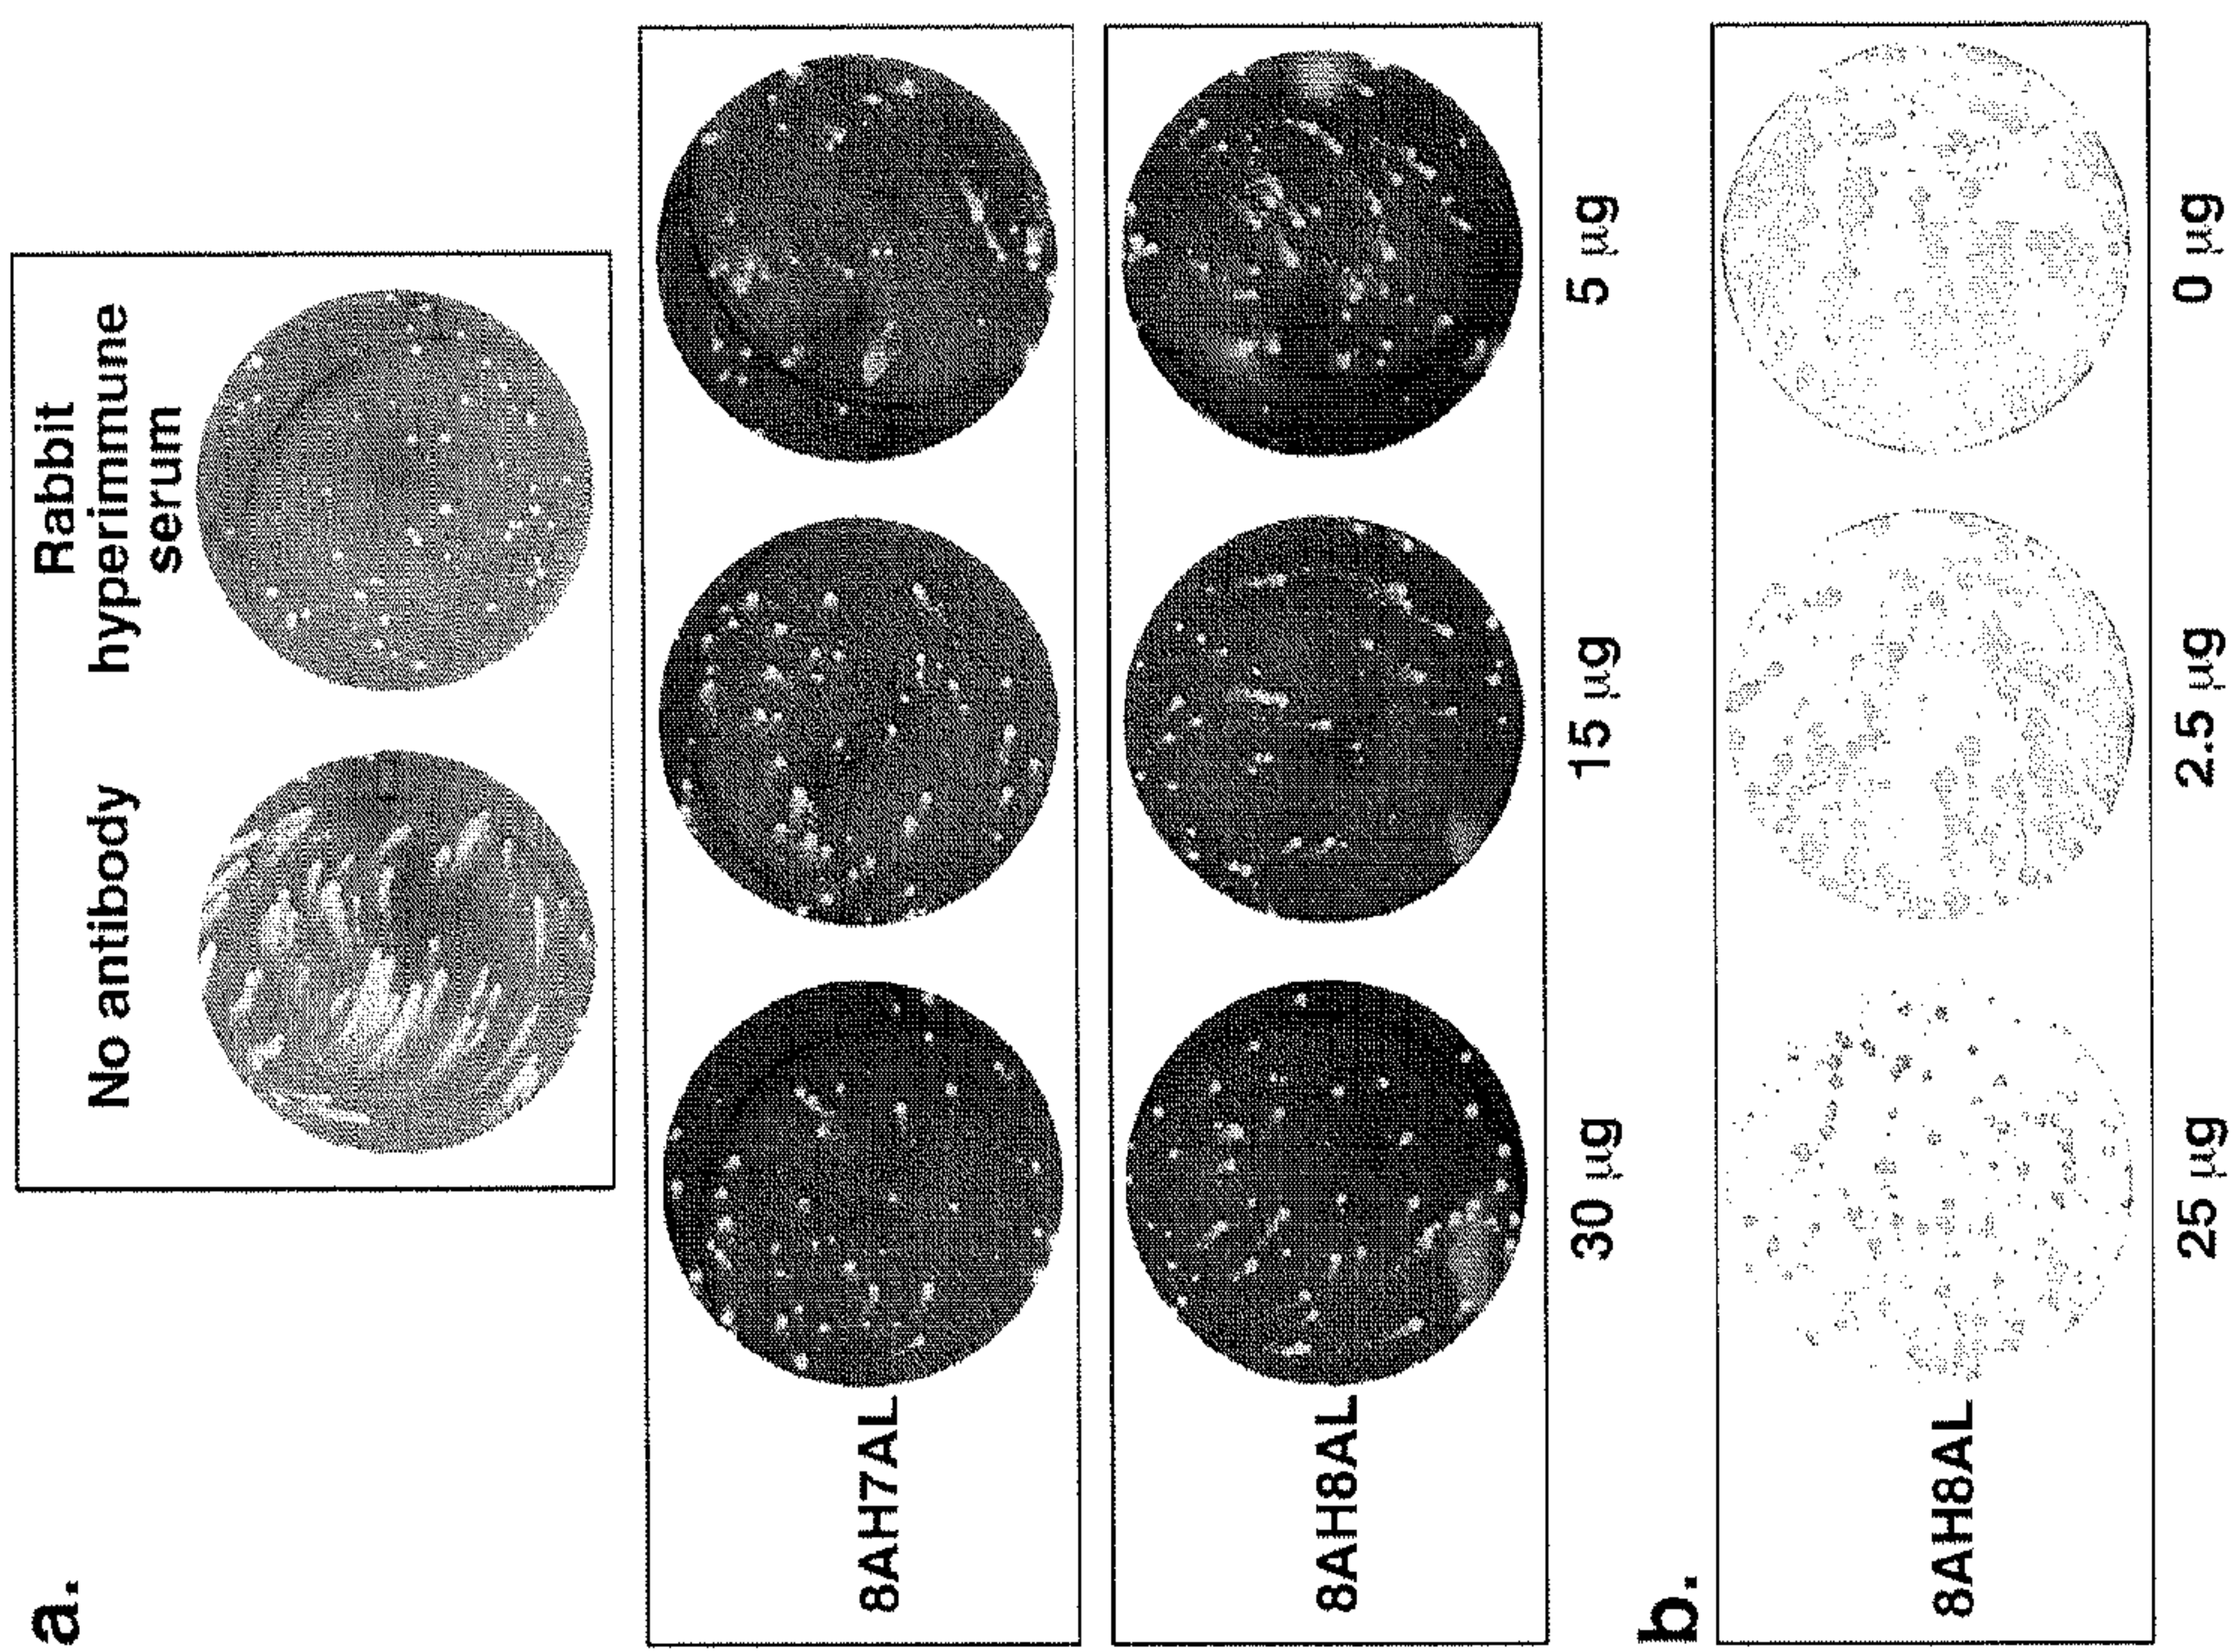 a.
No antibody
Rabbit
hyperimmune
serum
8AH7AL
8AH8AL
30 µg
15 µg
5 µg
b.
8AH8AL
25 µg
2.5 µg
0 µg